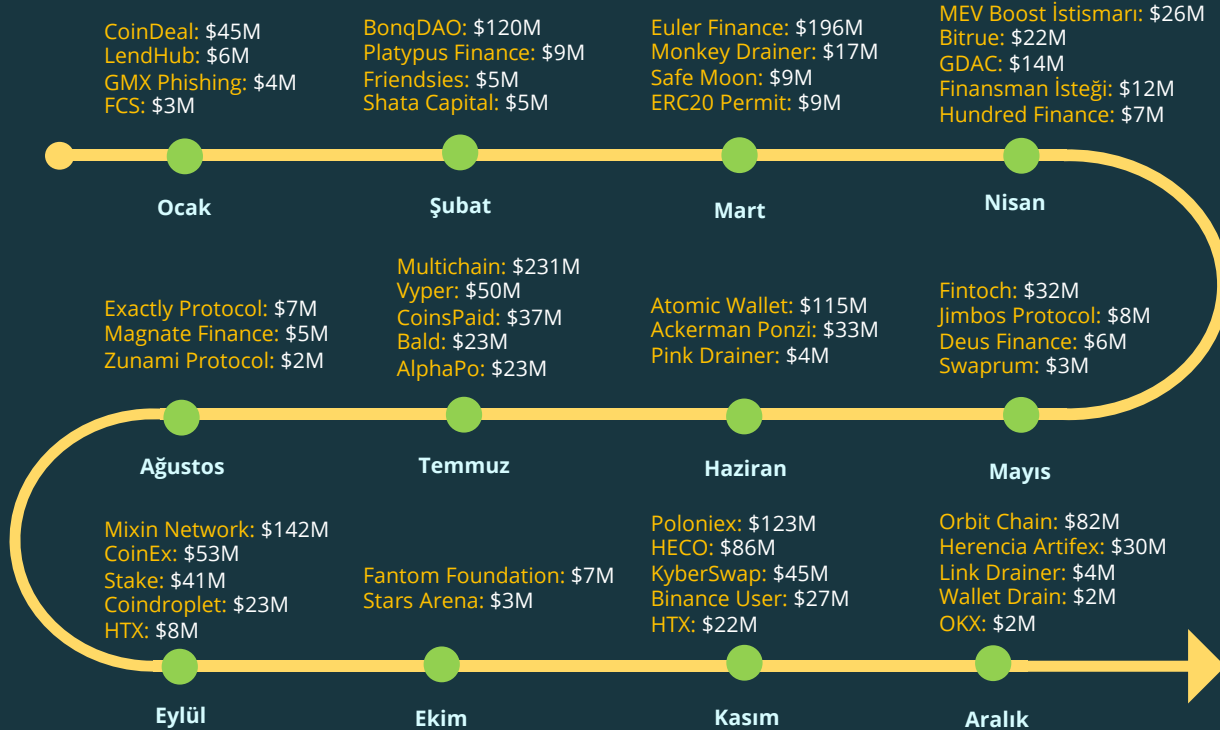 CoinDeal: $45M
LendHub: $6M
GMX Phishing: $4M
FCS: $3M
Ocak
BonqDAO: $120M
Platypus Finance: $9M
Friendsies: $5M
Shata Capital: $5M
Şubat
Euler Finance: $196M
Monkey Drainer: $17M
Safe Moon: $9M
ERC20 Permit: $9M
Mart
MEV Boost İstismarı: $26M
Bitrue: $22M
GDAC: $14M
Finansman İsteği: $12M
Hundred Finance: $7M
Nisan
Fintoch: $32M
Jimbos Protocol: $8M
Deus Finance: $6M
Swaprum: $3M
Mayıs
Atomic Wallet: $115M
Ackerman Ponzi: $33M
Pink Drainer: $4M
Haziran
Multichain: $231M
Vyper: $50M
CoinsPaid: $37M
Bald: $23M
AlphaPo: $23M
Temmuz
Exactly Protocol: $7M
Magnate Finance: $5M
Zunami Protocol: $2M
Ağustos
Mixin Network: $142M
CoinEx: $53M
Stake: $41M
Coindroplet: $23M
HTX: $8M
Eylül
Fantom Foundation: $7M
Stars Arena: $3M
Ekim
Poloniex: $123M
HECO: $86M
KyberSwap: $45M
Binance User: $27M
HTX: $22M
Kasım
Orbit Chain: $82M
Herencia Artifex: $30M
Link Drainer: $4M
Wallet Drain: $2M
OKX: $2M
Aralık